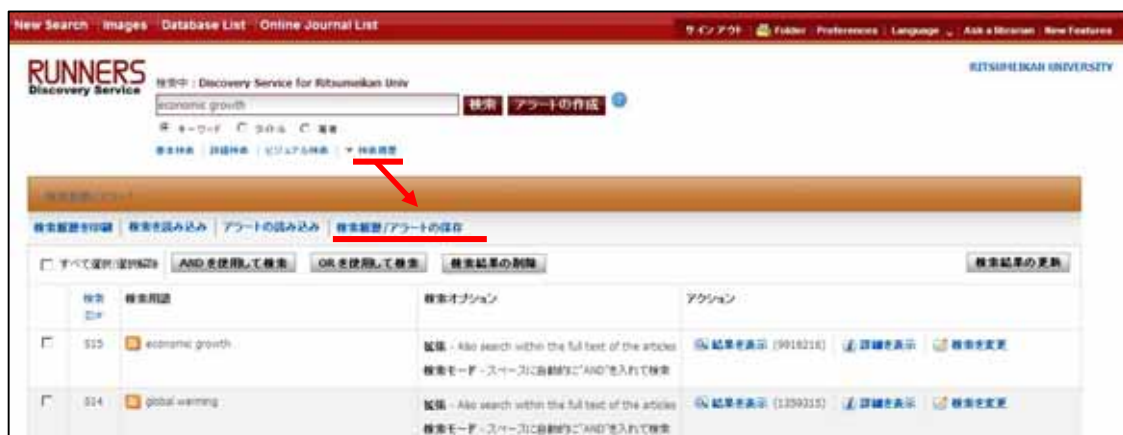 New Search Images Database List Online Journal List
サインアウト Folder Preferences Language Ask a librarian New Features
RITSUMEIKAN UNIVERSITY
RUNNERS
Discovery Service
検索中 : Discovery Service for Ritsumeikan Univ
economic growth 検索 アラートの作成
キーワード タイトル 著者
基本検索 詳細検索 ビジュアル検索 検索履歴
検索履歴を印刷 検索を読み込み アラートの読み込み 検索履歴/アラートの保存
すべて選択/選択解除 AND を使用して検索 OR を使用して検索 検索結果の削除 検索結果の更新
検索 ID# 検索用語 検索オプション アクション
S15 economic growth 拡張 - Also search within the full text of the articles 結果を表示 (9918216) 詳細を表示 検索を変更
検索モード - スペースに自動的に"AND"を入れて検索
S14 global warming 拡張 - Also search within the full text of the articles 結果を表示 (1359315) 詳細を表示 検索を変更
検索モード - スペースに自動的に"AND"を入れて検索